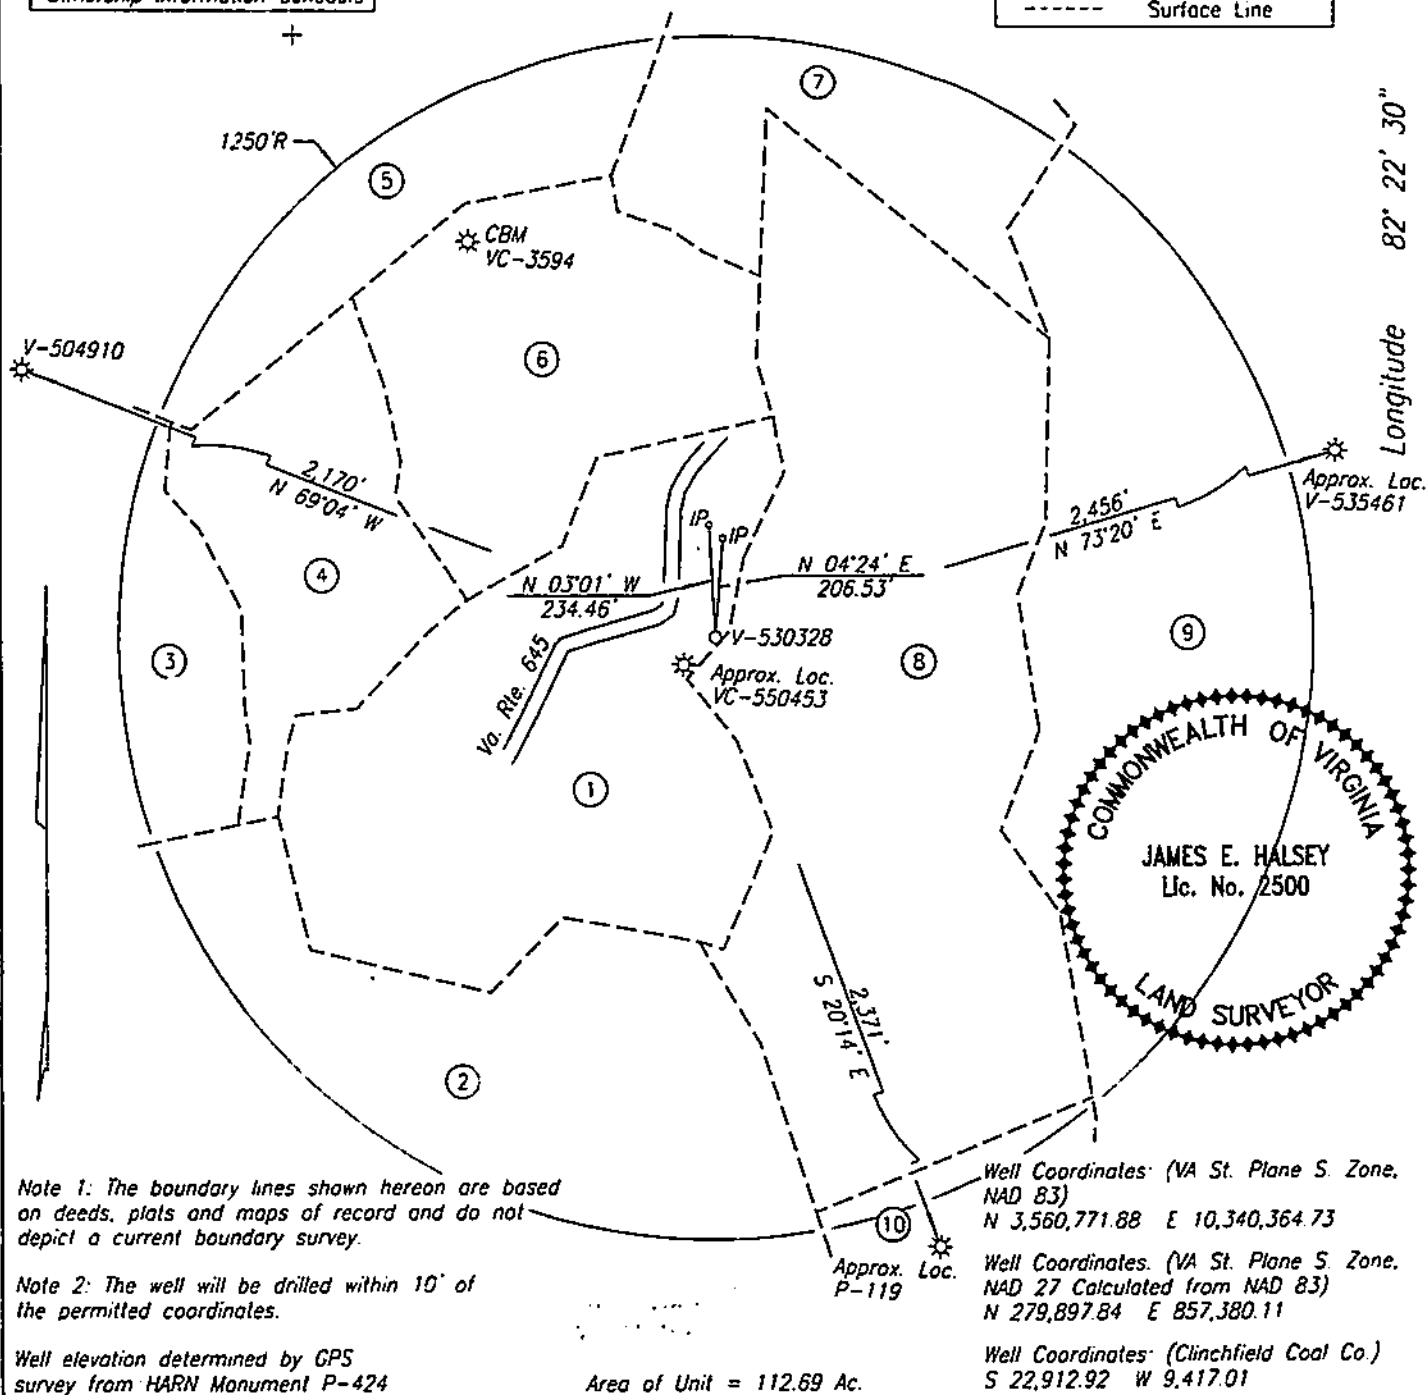 Surface Line
7
1250'R
5
82° 22' 30"
Longitude
CBM
VC-3594
V-504910
6
2,170'
N 69°04' W
Approx. Loc.
V-535461
2,456'
N 73°20' E
IP
IP
4
N 03°01' W
234.46'
N 04°24' E
206.53'
V-530328
3
8
9
Approx. Loc.
VC-550453
Va. Rte. 645
1
COMMONWEALTH OF VIRGINIA
JAMES E. HALSEY
Lic. No. 2500
LAND SURVEYOR
2,371'
S 20°14' E
2
10
Approx. Loc.
P-119
Note 1: The boundary lines shown hereon are based
on deeds, plats and maps of record and do not
depict a current boundary survey.
Note 2: The well will be drilled within 10' of
the permitted coordinates.
Well elevation determined by GPS
survey from HARN Monument P-424
Area of Unit = 112.69 Ac.
Well Coordinates: (VA St. Plane S. Zone,
NAD 83)
N 3,560,771.88 E 10,340,364.73
Well Coordinates. (VA St. Plane S. Zone,
NAD 27 Calculated from NAD 83)
N 279,897.84 E 857,380.11
Well Coordinates: (Clinchfield Coal Co.)
S 22,912.92 W 9,417.01